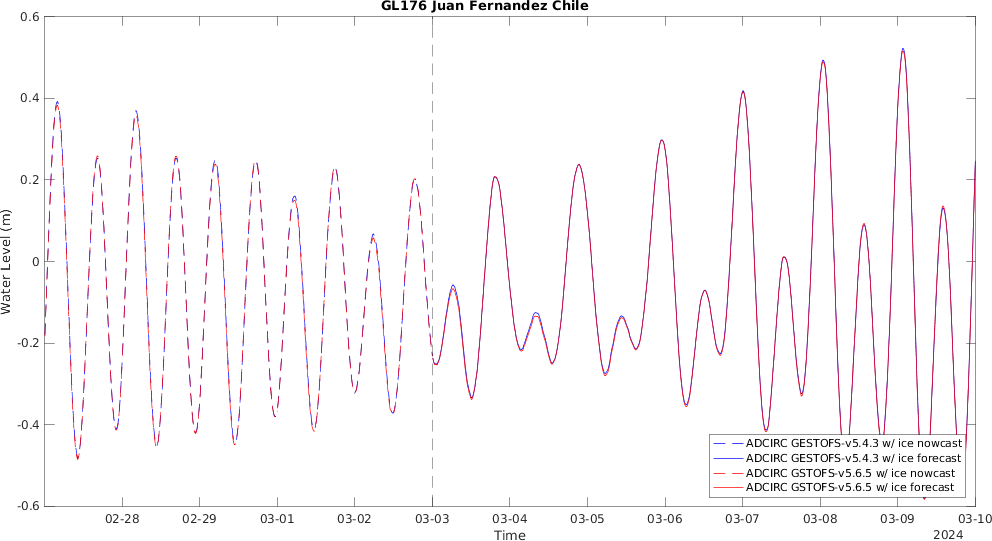 GL176 Juan Fernandez Chile
0.6
0.4
0.2
0
-0.2
-0.4
-0.6
Water Level (m)
02-28
02-29
03-01
03-02
03-03
03-04
03-05
03-06
03-07
03-08
03-09
03-10
Time
2024
ADCIRC GESTOFS-v5.4.3 w/ ice nowcast
ADCIRC GESTOFS-v5.4.3 w/ ice forecast
ADCIRC GSTOFS-v5.6.5 w/ ice nowcast
ADCIRC GSTOFS-v5.6.5 w/ ice forecast